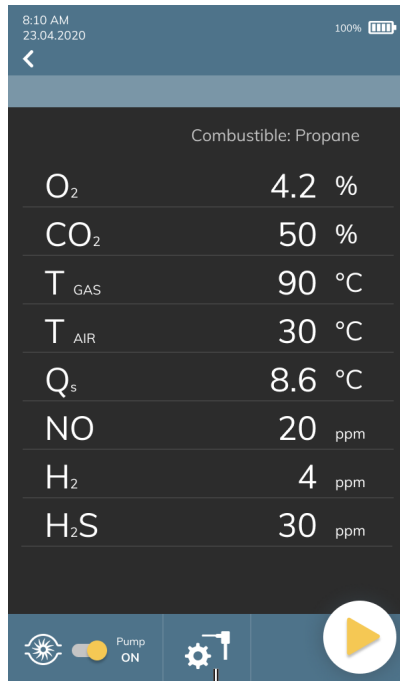 8:10 AM
100%
23.04.2020
Combustible: Propane
O₂ 4.2 %
CO₂ 50 %
T GAS 90 °C
T AIR 30 °C
Qₛ 8.6 °C
NO 20 ppm
H₂ 4 ppm
H₂S 30 ppm
Pump
ON